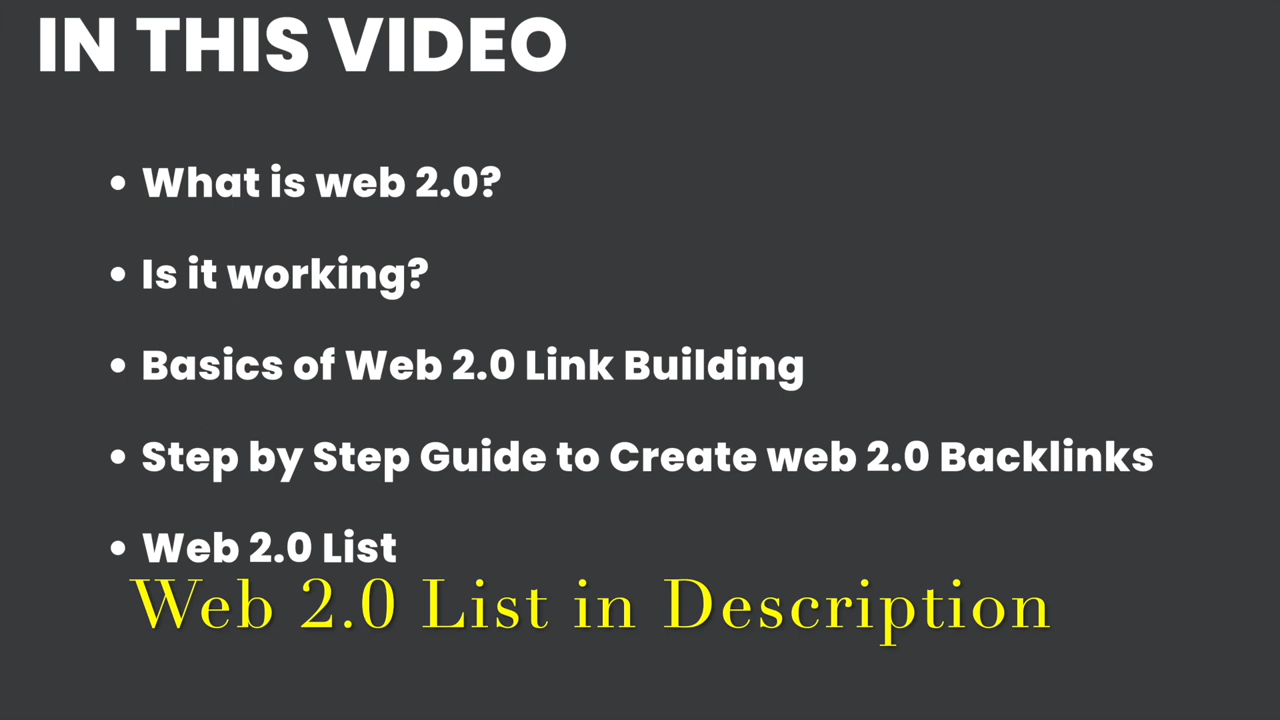 IN THIS VIDEO
• What is web 2.0?
• Is it working?
• Basics of Web 2.0 Link Building
• Step by Step Guide to Create web 2.0 Backlinks
• Web 2.0 List
Web 2.0 List in Description